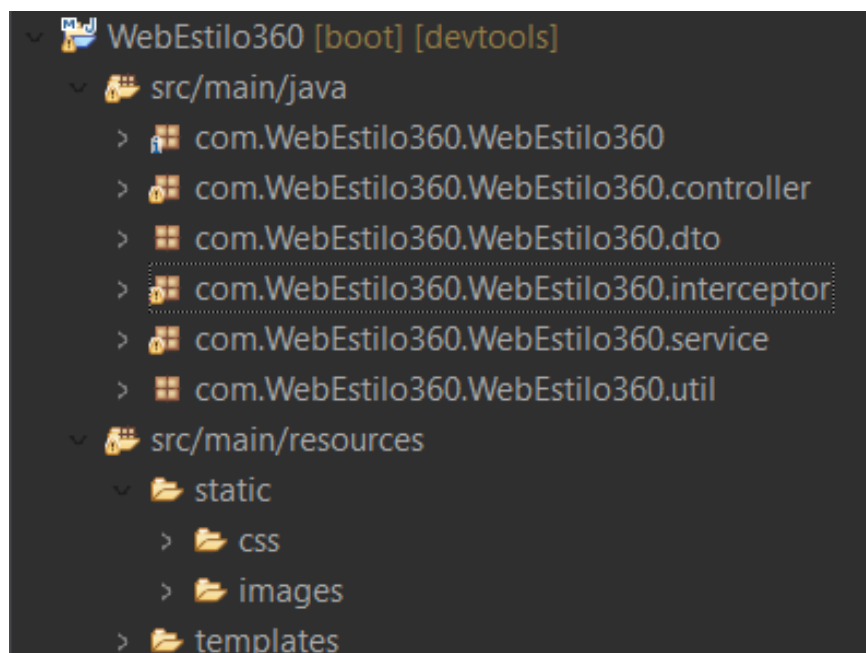 WebEstilo360 [boot] [devtools]
src/main/java
com.WebEstilo360.WebEstilo360
com.WebEstilo360.WebEstilo360.controller
com.WebEstilo360.WebEstilo360.dto
com.WebEstilo360.WebEstilo360.interceptor
com.WebEstilo360.WebEstilo360.service
com.WebEstilo360.WebEstilo360.util
src/main/resources
static
css
images
templates